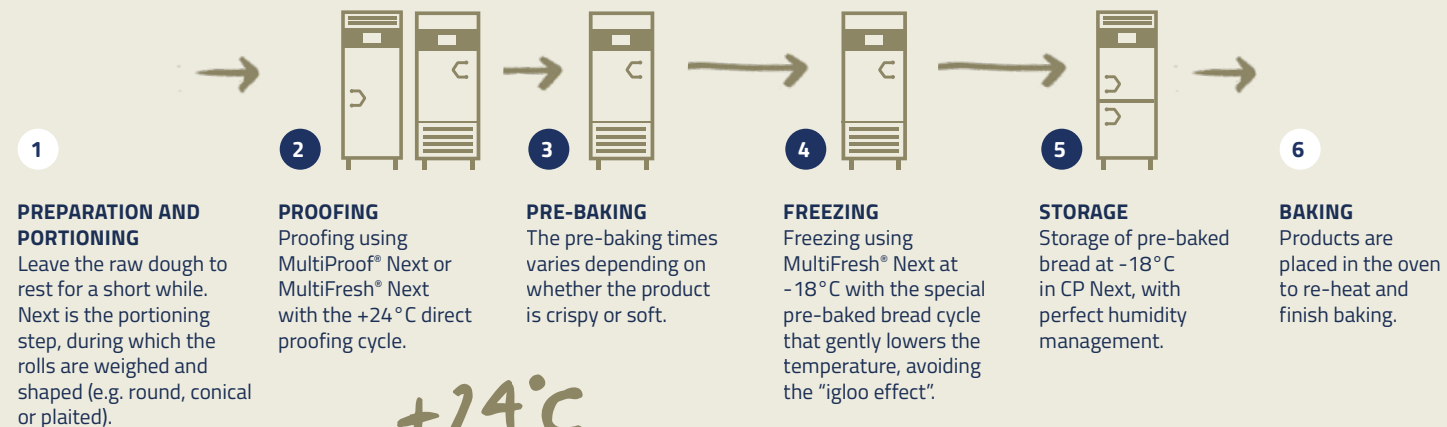 1
PREPARATION AND
PORTIONING
Leave the raw dough to
rest for a short while.
Next is the portioning
step, during which the
rolls are weighed and
shaped (e.g. round, conical
or plaited).
2
PROOFING
Proofing using
MultiProof® Next or
MultiFresh® Next
with the +24°C direct
proofing cycle.
+24°C
3
PRE-BAKING
The pre-baking times
varies depending on
whether the product
is crispy or soft.
4
FREEZING
Freezing using
MultiFresh® Next at
-18°C with the special
pre-baked bread cycle
that gently lowers the
temperature, avoiding
the “igloo effect”.
5
STORAGE
Storage of pre-baked
bread at -18°C
in CP Next, with
perfect humidity
management.
6
BAKING
Products are
placed in the oven
to re-heat and
finish baking.